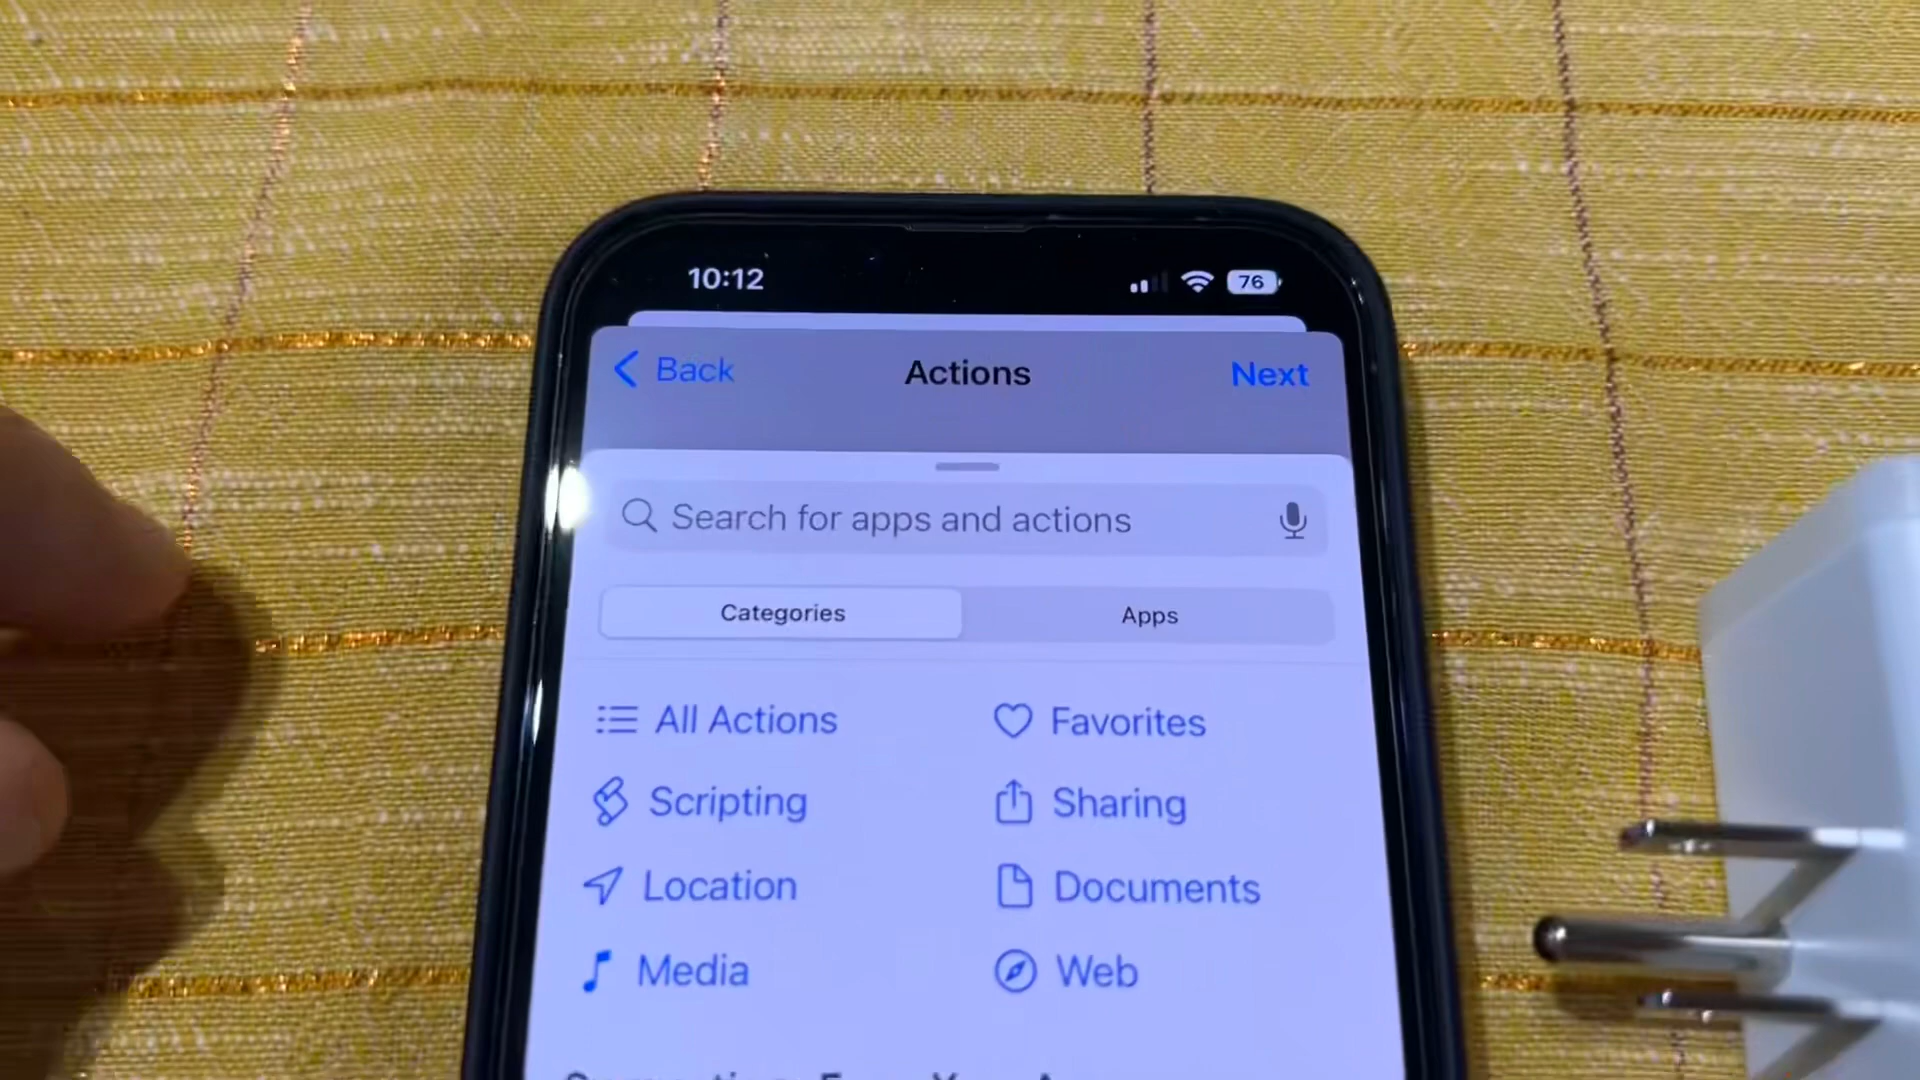 10:12 76
Back Actions Next
Search for apps and actions
Categories Apps
All Actions Favorites
Scripting Sharing
Location Documents
Media Web